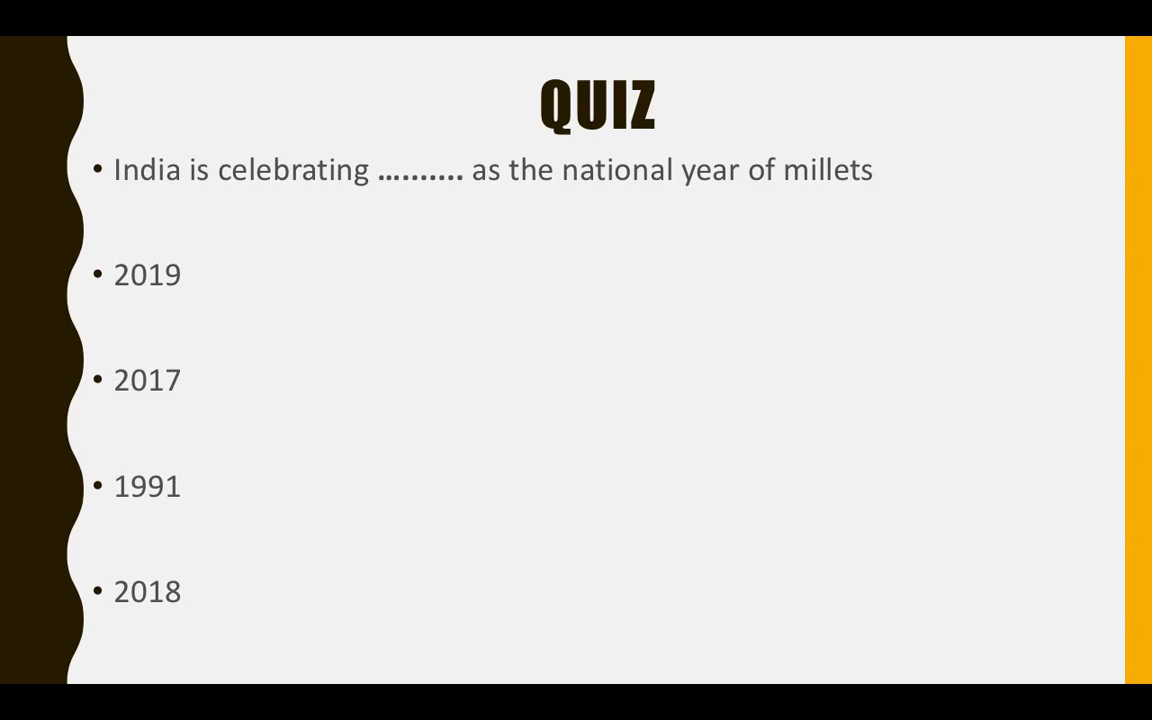 QUIZ
• India is celebrating …....... as the national year of millets
• 2019
• 2017
• 1991
• 2018